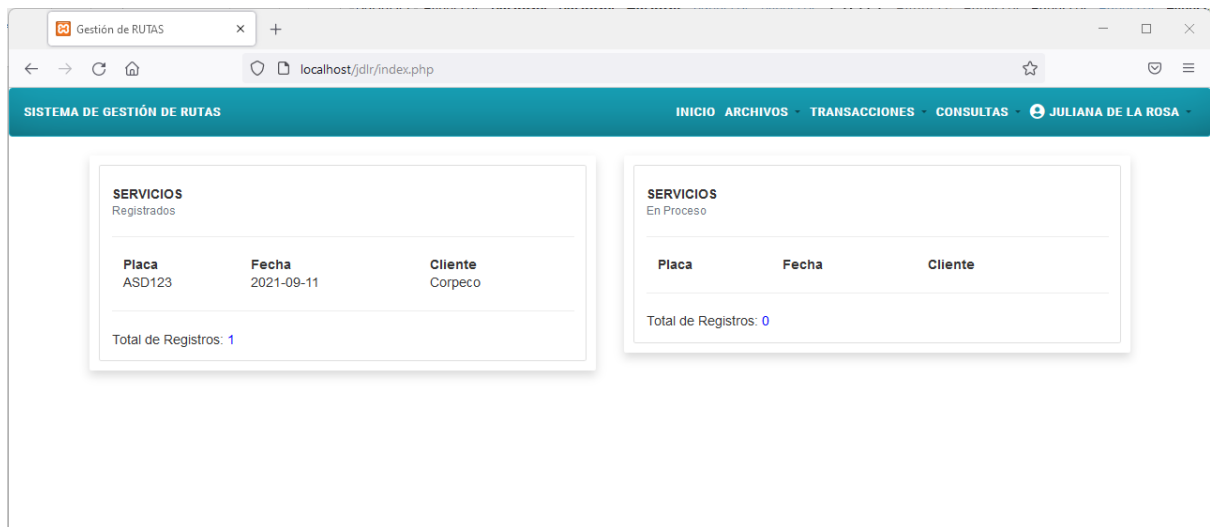 Gestión de RUTAS
localhost/jdlr/index.php
SISTEMA DE GESTIÓN DE RUTAS INICIO ARCHIVOS TRANSACCIONES CONSULTAS JULIANA DE LA ROSA
SERVICIOS
Registrados
Placa Fecha Cliente
ASD123 2021-09-11 Corpeco
Total de Registros: 1
SERVICIOS
En Proceso
Placa Fecha Cliente
Total de Registros: 0